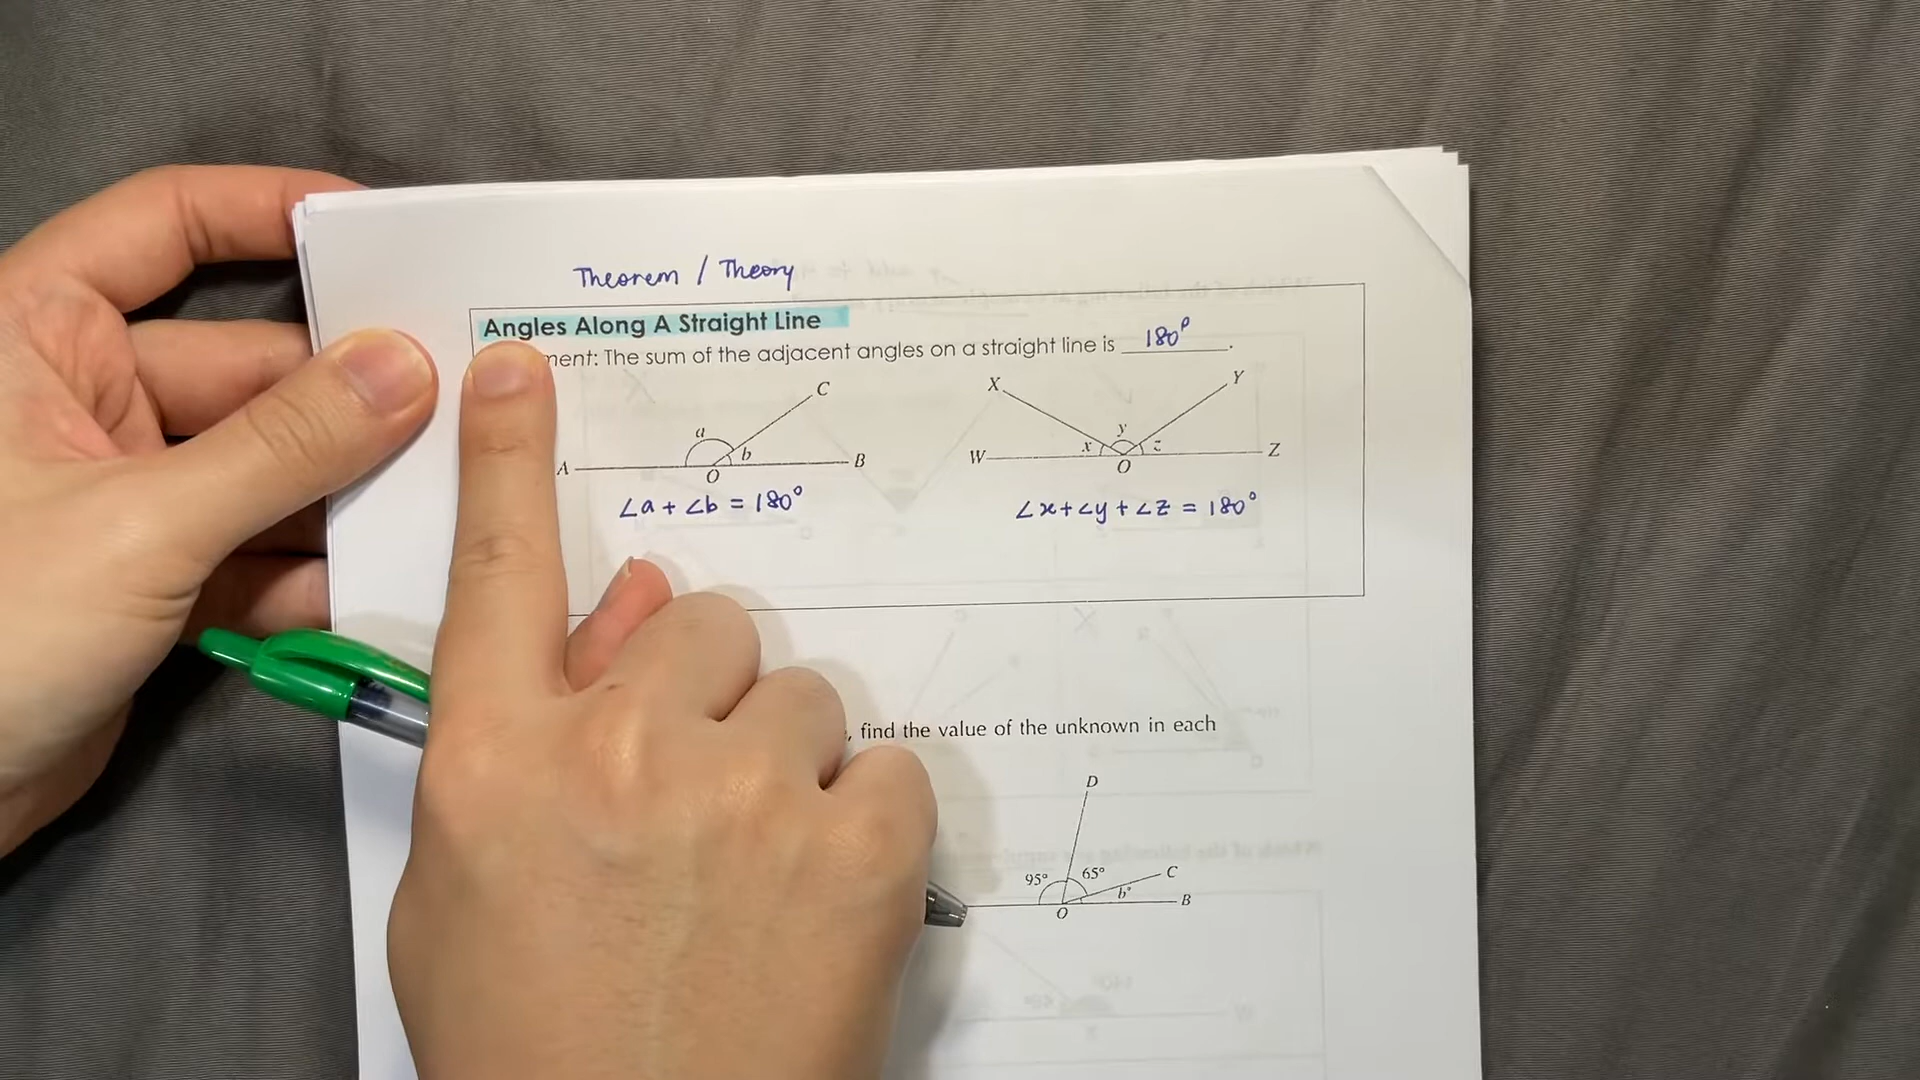 Theorem / Theory
Angles Along A Straight Line
The sum of the adjacent angles on a straight line is 180°.
C
a
b
A
B
O
∠a + ∠b = 180°
X
Y
y
x
z
W
Z
O
∠x + ∠y + ∠z = 180°
, find the value of the unknown in each
D
95°
65°
C
b°
B
O